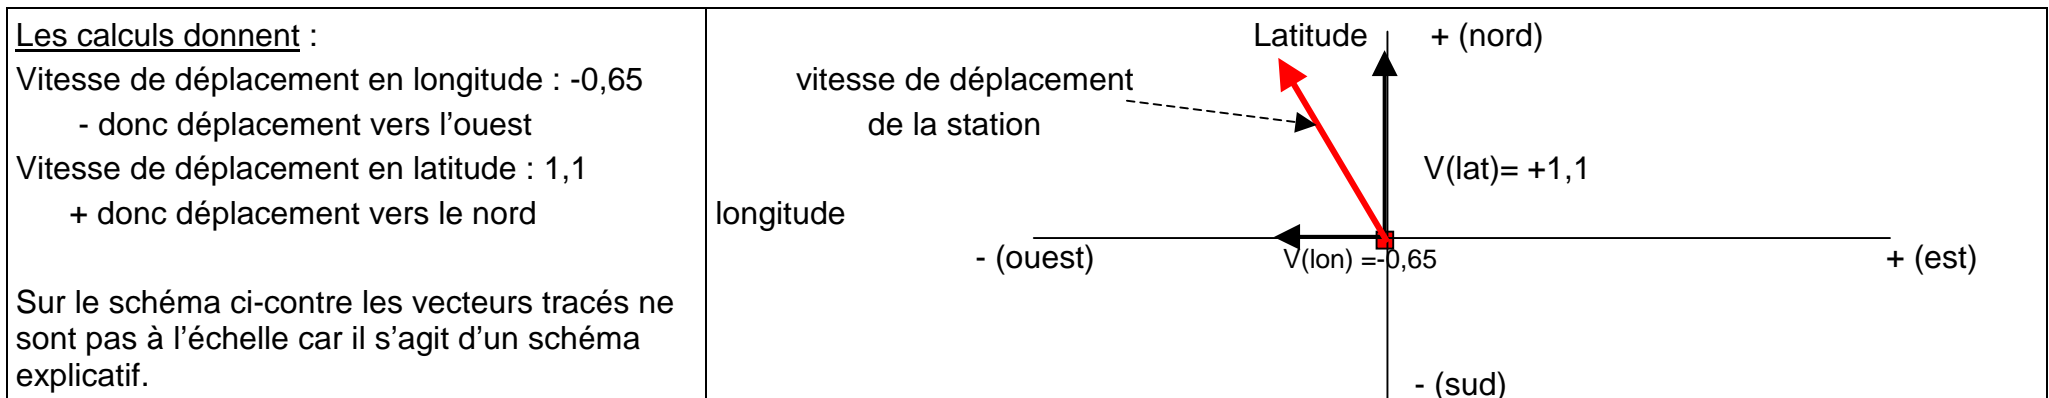 Les calculs donnent :
Vitesse de déplacement en longitude : -0,65
- donc déplacement vers l'ouest
Vitesse de déplacement en latitude : 1,1
+ donc déplacement vers le nord
Sur le schéma ci-contre les vecteurs tracés ne
sont pas à l'échelle car il s'agit d'un schéma
explicatif.
Latitude + (nord)
vitesse de déplacement
de la station
V(lat)= +1,1
longitude
- (ouest)
V(lon) =-0,65
+ (est)
- (sud)